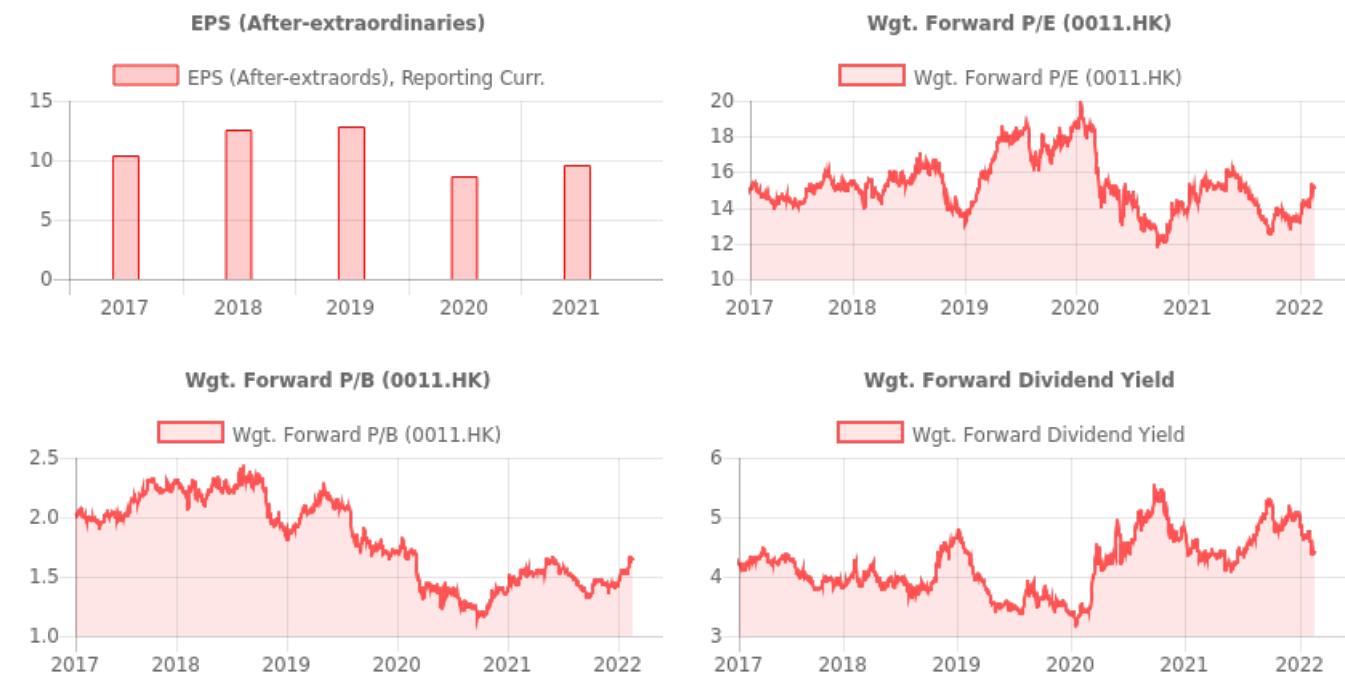 EPS (After-extraordinaries)
EPS (After-extraords), Reporting Curr.
15
10
5
0
2017 2018 2019 2020 2021
Wgt. Forward P/E (0011.HK)
Wgt. Forward P/E (0011.HK)
20
18
16
14
12
10
2017 2018 2019 2020 2021 2022
Wgt. Forward P/B (0011.HK)
Wgt. Forward P/B (0011.HK)
2.5
2.0
1.5
1.0
2017 2018 2019 2020 2021 2022
Wgt. Forward Dividend Yield
Wgt. Forward Dividend Yield
6
5
4
3
2017 2018 2019 2020 2021 2022